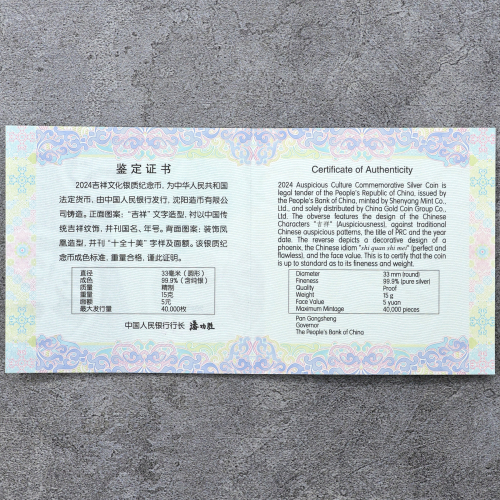 鉴定证书
2024吉祥文化银质纪念币，为中华人民共和国
法定货币，由中国人民银行发行，沈阳造币有限公
司铸造。正面图案：“吉祥”文字造型，衬以中国传
统吉祥纹饰，并刊国名、年号。背面图案：装饰凤
凰造型，并刊“十全十美”字样及面额。该银质纪
念币成色标准，重量合格，谨此证明。
直径 33毫米（圆形）
成色 99.9%（含纯银）
质量 精制
重量 15克
面额 5元
最大发行量 40,000枚
中国人民银行行长 潘功胜
Certificate of Authenticity
2024 Auspicious Culture Commemorative Silver Coin is
legal tender of the People's Republic of China, issued by
the People's Bank of China, minted by Shenyang Mint Co.,
Ltd., and solely distributed by China Gold Coin Group Co.,
Ltd. The obverse features the design of the Chinese
Characters "吉祥" (Auspiciousness), against traditional
Chinese auspicious patterns, the title of PRC and the year
date. The reverse depicts a decorative design of a
phoenix, the Chinese idiom "shi quan shi mei" (perfect and
flawless), and the face value. This is to certify that the coin
is up to standard as to its fineness and weight.
Diameter 33 mm (round)
Fineness 99.9% (pure silver)
Quality Proof
Weight 15 g
Face Value 5 yuan
Maximum Mintage 40,000 pieces
Pan Gongsheng
Governor
The People's Bank of China